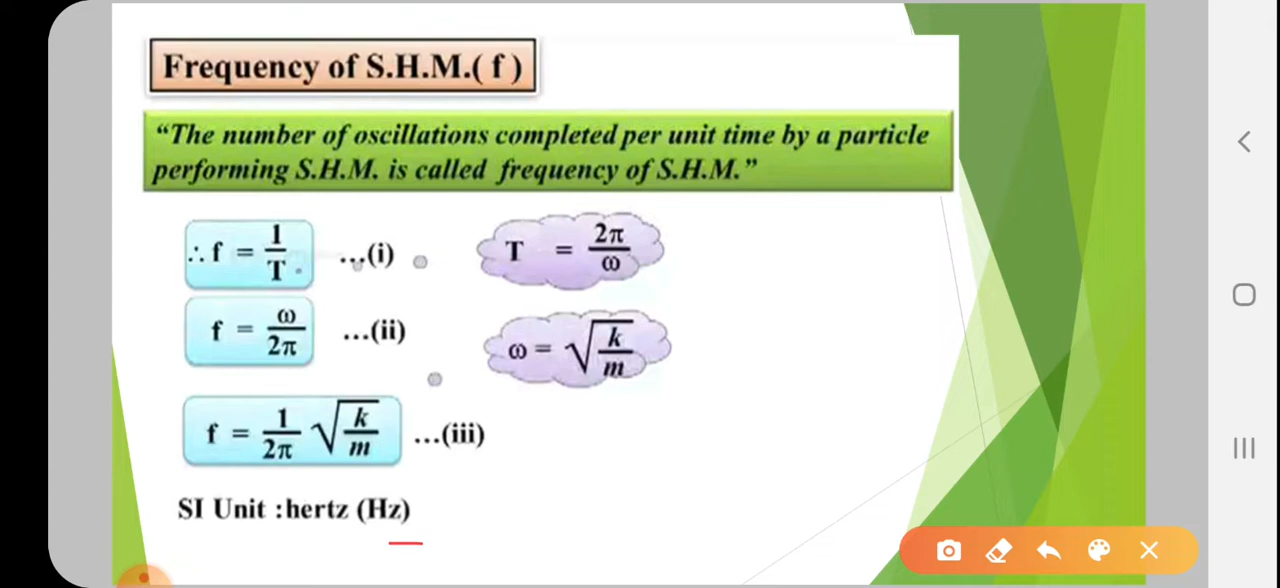 Frequency of S.H.M.( f )
“The number of oscillations completed per unit time by a particle
performing S.H.M. is called frequency of S.H.M.”
∴ f = 1/T ...(i)
T = 2π/ω
f = ω/2π ...(ii)
ω = √(k/m)
f = 1/2π √(k/m) ...(iii)
SI Unit : hertz (Hz)